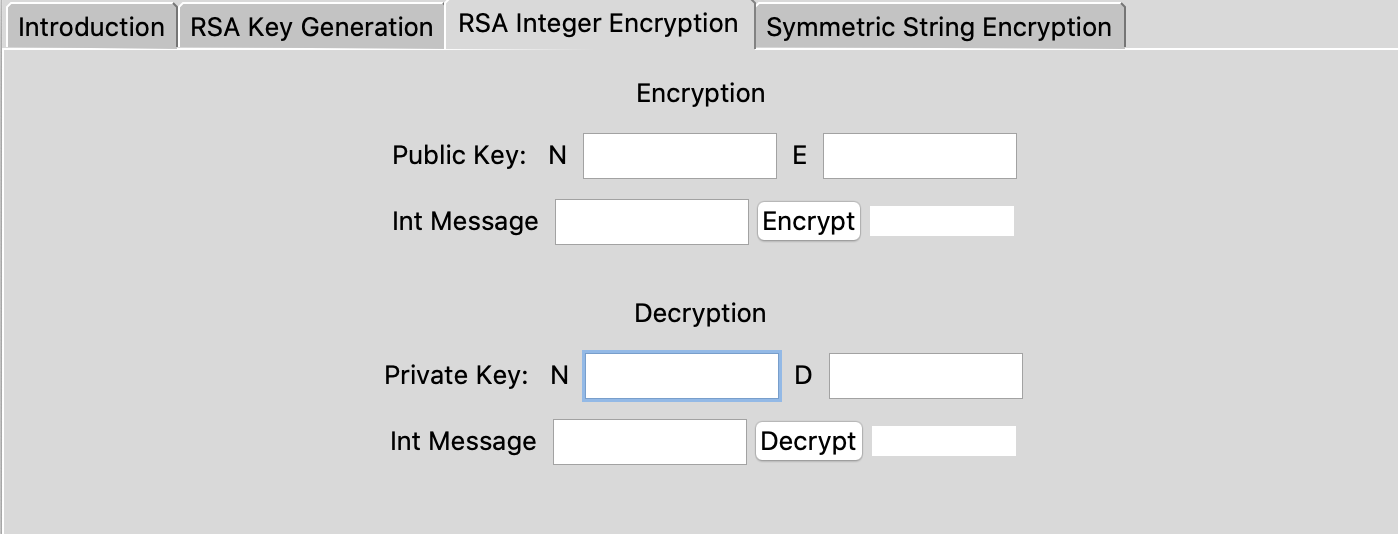 Introduction RSA Key Generation RSA Integer Encryption Symmetric String Encryption
Encryption
Public Key: N E
Int Message Encrypt
Decryption
Private Key: N D
Int Message Decrypt